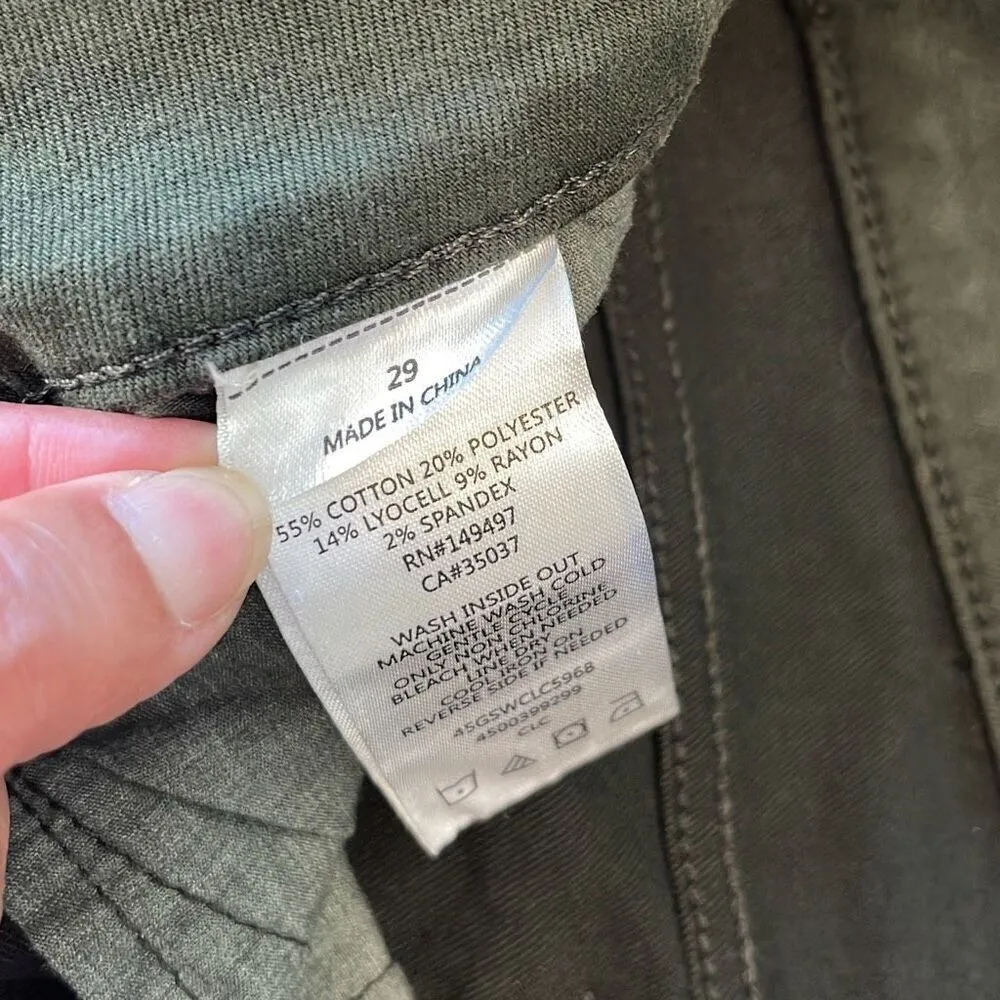 29
MADE IN CHINA
55% COTTON 20% POLYESTER
14% LYOCELL 9% RAYON
2% SPANDEX
RN#149497
CA#35037
WASH INSIDE OUT
MACHINE WASH COLD
GENTLE CYCLE
ONLY NON CHLORINE
BLEACH WHEN NEEDED
LINE DRY
COOL IRON ON
REVERSE SIDE IF NEEDED
45GSWCLC5968
4500399299
CLC